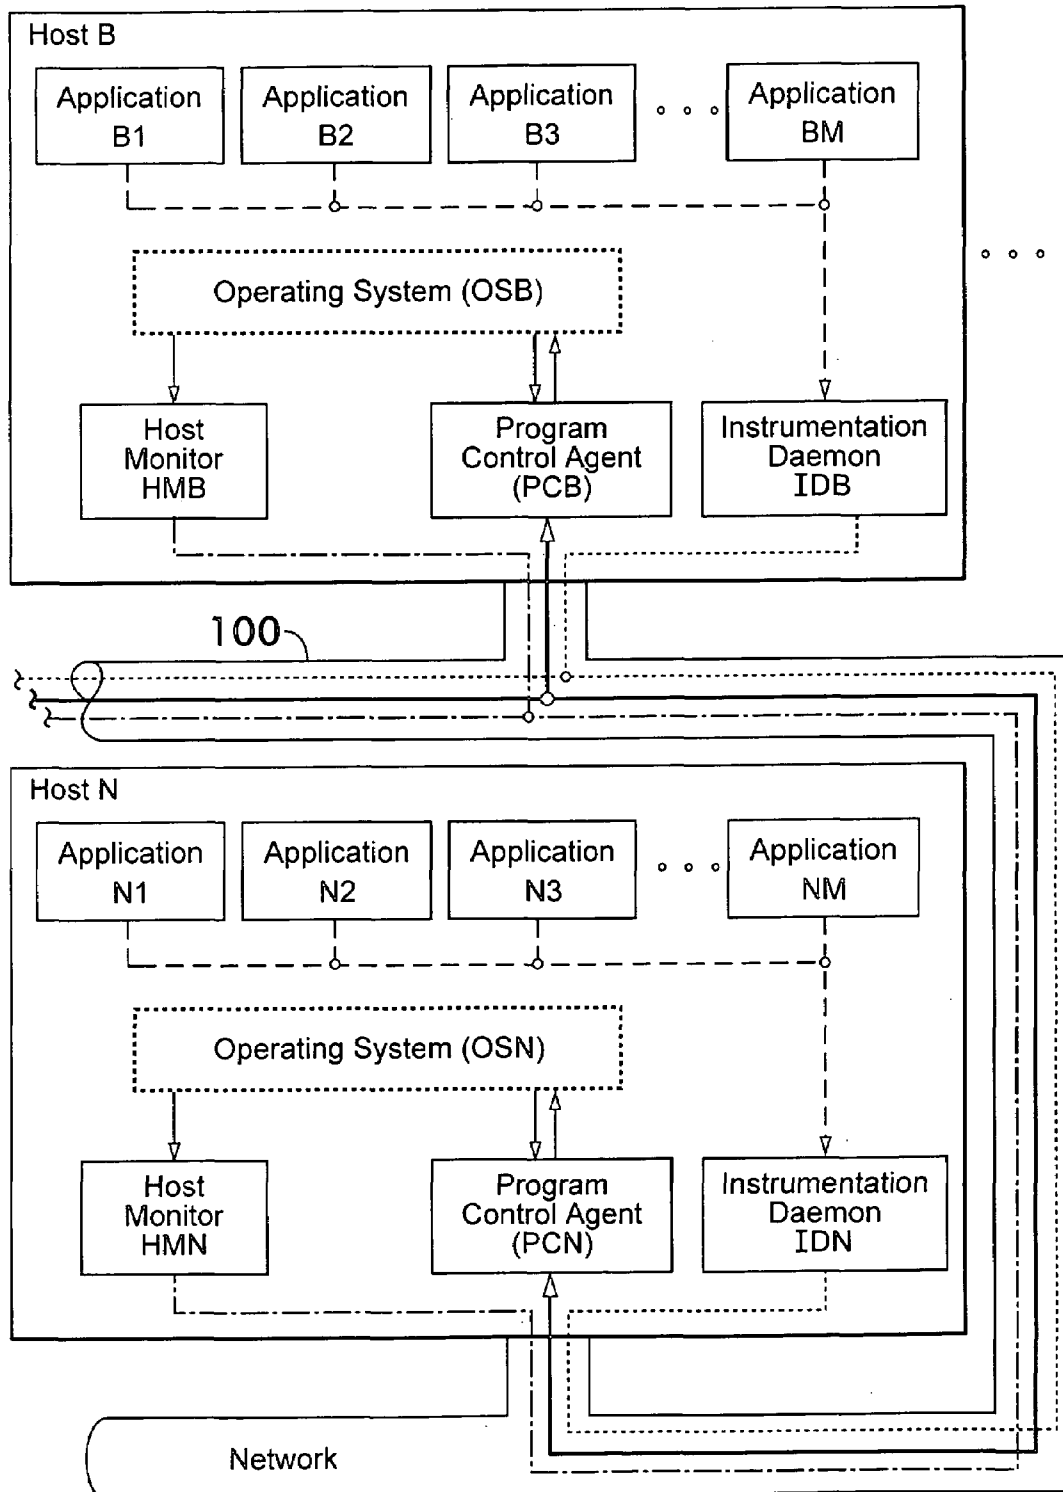 Host B
Application
B1
Application
B2
Application
B3
Application
BM
Operating System (OSB)
Host
Monitor
HMB
Program
Control Agent
(PCB)
Instrumentation
Daemon
IDB
100
Host N
Application
N1
Application
N2
Application
N3
Application
NM
Operating System (OSN)
Host
Monitor
HMN
Program
Control Agent
(PCN)
Instrumentation
Daemon
IDN
Network